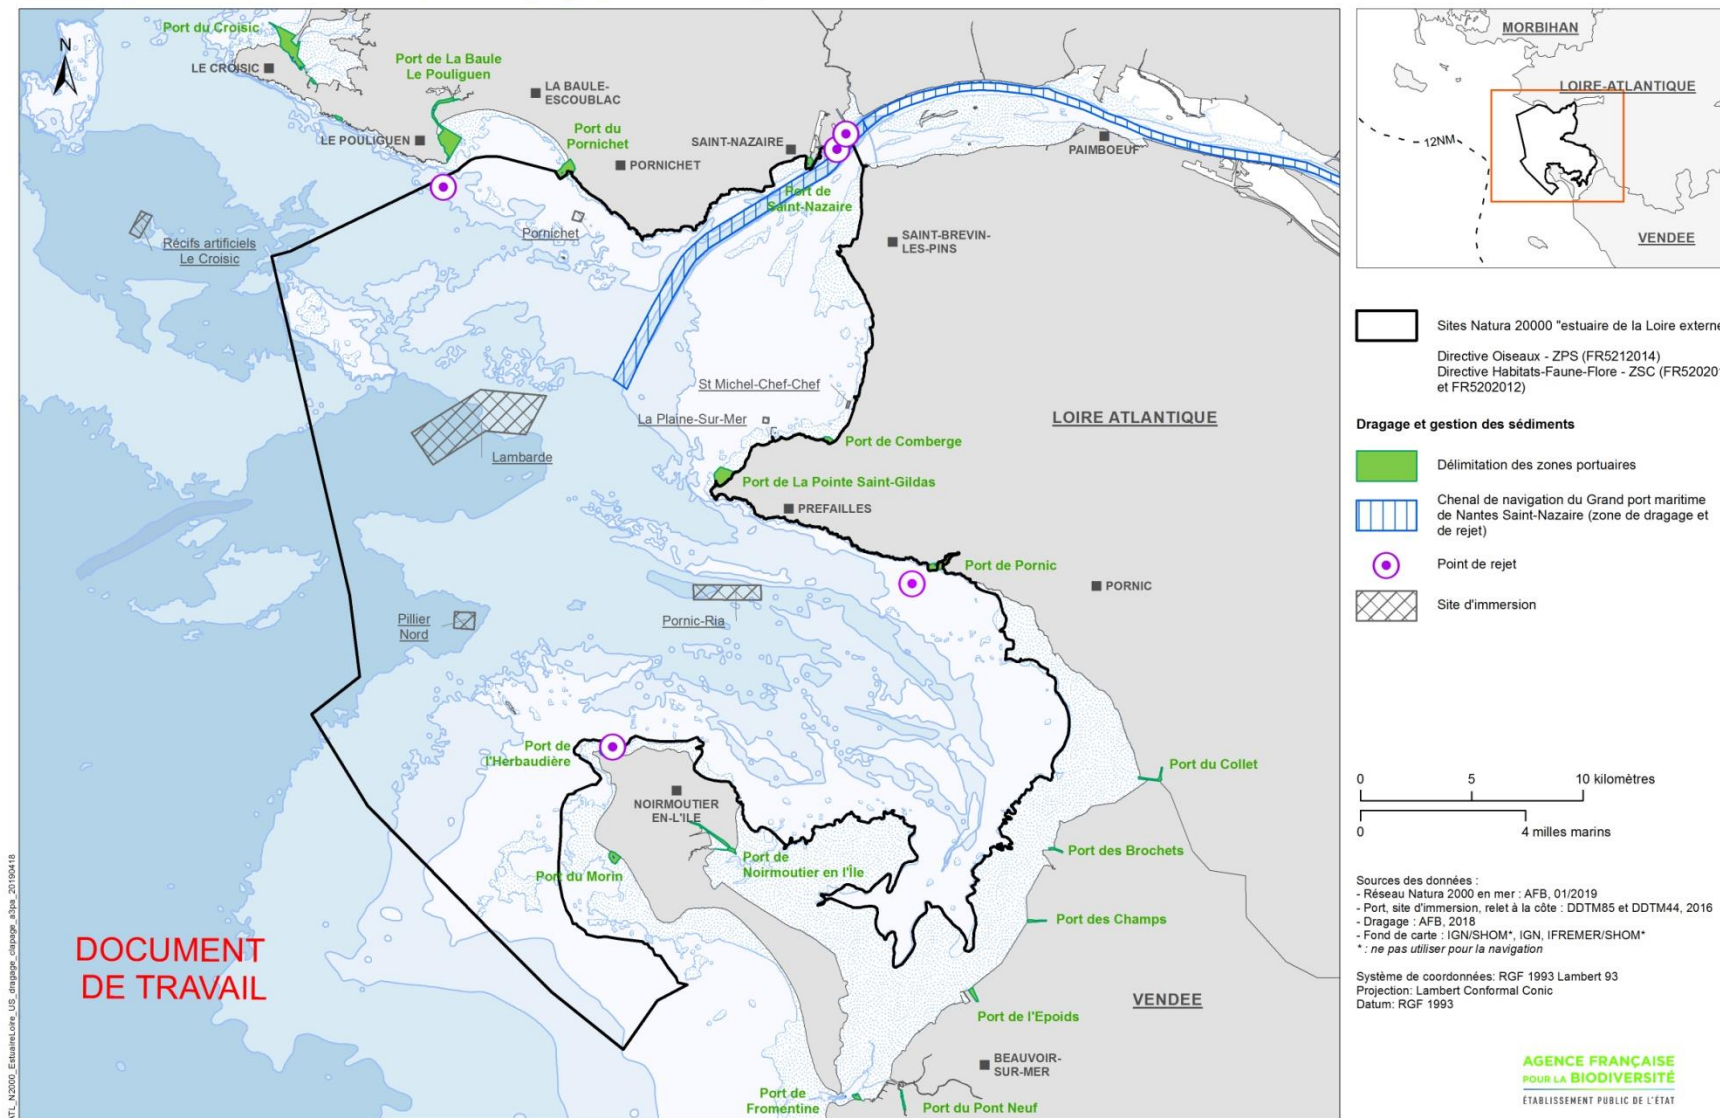 Port du Croisic
N
LE CROISIC
Port de La Baule
Le Pouliguen
LA BAULE-
ESCOUBLAC
LE POULIGUEN
Port du
Pornichet
PORNICHET
SAINT-NAZAIRE
PAIMBOEUF
Port de
Saint-Nazaire
SAINT-BREVIN-
LES-PINS
Récifs artificiels
Le Croisic
Pornichet
St Michel-Chef-Chef
La Plaine-Sur-Mer
LOIRE ATLANTIQUE
Port de Comberge
Lambarde
Port de La Pointe Saint-Gildas
PREFAILLES
Port de Pornic
PORNIC
Pillier
Nord
Pornic-Ria
Port de
l'Herbaudière
NOIRMOUTIER
EN-L'ILE
Port du Collet
Port des Brochets
Port de
Noirmoutier en l'Île
Port du Morin
Port des Champs
DOCUMENT
DE TRAVAIL
VENDEE
Port de l'Epoids
BEAUVOIR-
SUR-MER
Port de
Fromentine
Port du Pont Neuf
ATL_N2000_EstuaireLoire_US_dragage_clapage_a3pa_20190418
MORBIHAN
LOIRE-ATLANTIQUE
12NM
VENDEE
Sites Natura 20000 "estuaire de la Loire externe
Directive Oiseaux - ZPS (FR5212014)
Directive Habitats-Faune-Flore - ZSC (FR520201
et FR5202012)
Dragage et gestion des sédiments
Délimitation des zones portuaires
Chenal de navigation du Grand port maritime
de Nantes Saint-Nazaire (zone de dragage et
de rejet)
Point de rejet
Site d'immersion
0 5 10 kilomètres
0 4 milles marins
Sources des données :
- Réseau Natura 2000 en mer : AFB, 01/2019
- Port, site d'immersion, relet à la côte : DDTM85 et DDTM44, 2016
- Dragage : AFB, 2018
- Fond de carte : IGN/SHOM*, IGN, IFREMER/SHOM*
* : ne pas utiliser pour la navigation
Système de coordonnées: RGF 1993 Lambert 93
Projection: Lambert Conformal Conic
Datum: RGF 1993
AGENCE FRANÇAISE
POUR LA BIODIVERSITÉ
ÉTABLISSEMENT PUBLIC DE L'ÉTAT